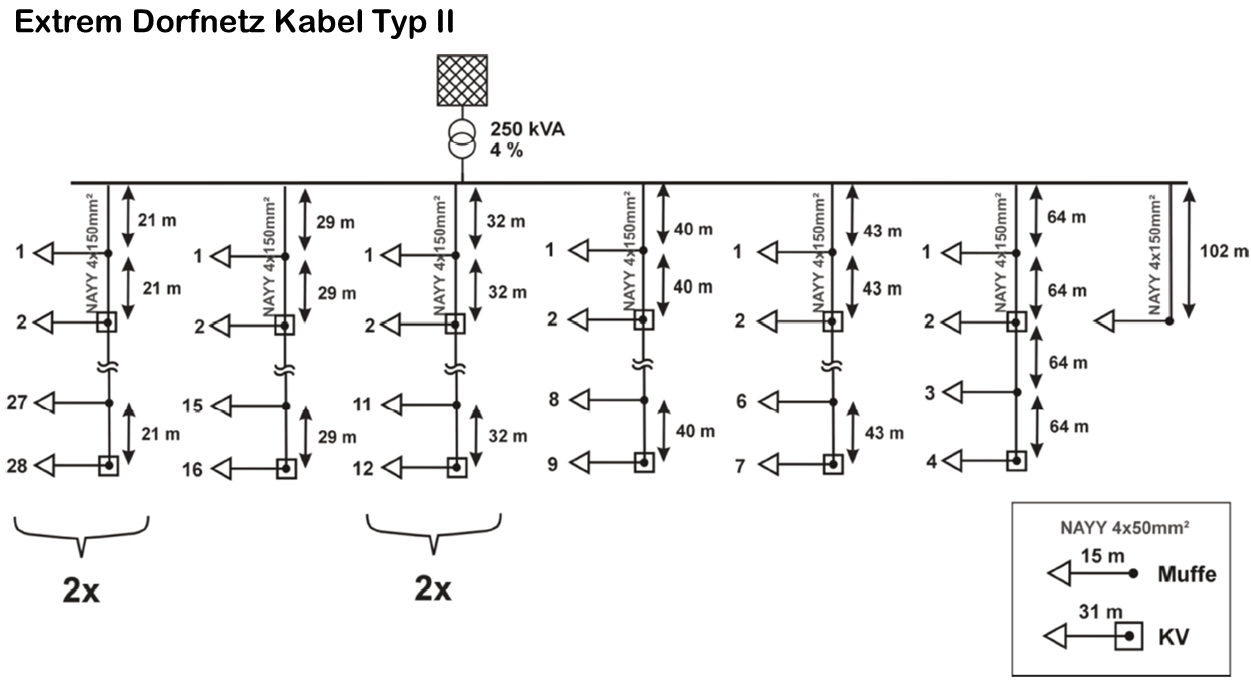 Extrem Dorfnetz Kabel Typ II
250 kVA
4 %
NAYY 4x150mm²
21 m
1
21 m
2
27
21 m
28
2x
NAYY 4x150mm²
29 m
1
29 m
2
15
29 m
16
NAYY 4x150mm²
32 m
1
32 m
2
11
32 m
12
2x
NAYY 4x150mm²
40 m
1
40 m
2
8
40 m
9
NAYY 4x150mm²
43 m
1
43 m
2
6
43 m
7
NAYY 4x150mm²
64 m
1
64 m
2
64 m
3
64 m
4
NAYY 4x150mm²
102 m
NAYY 4x50mm²
15 m
Muffe
31 m
KV